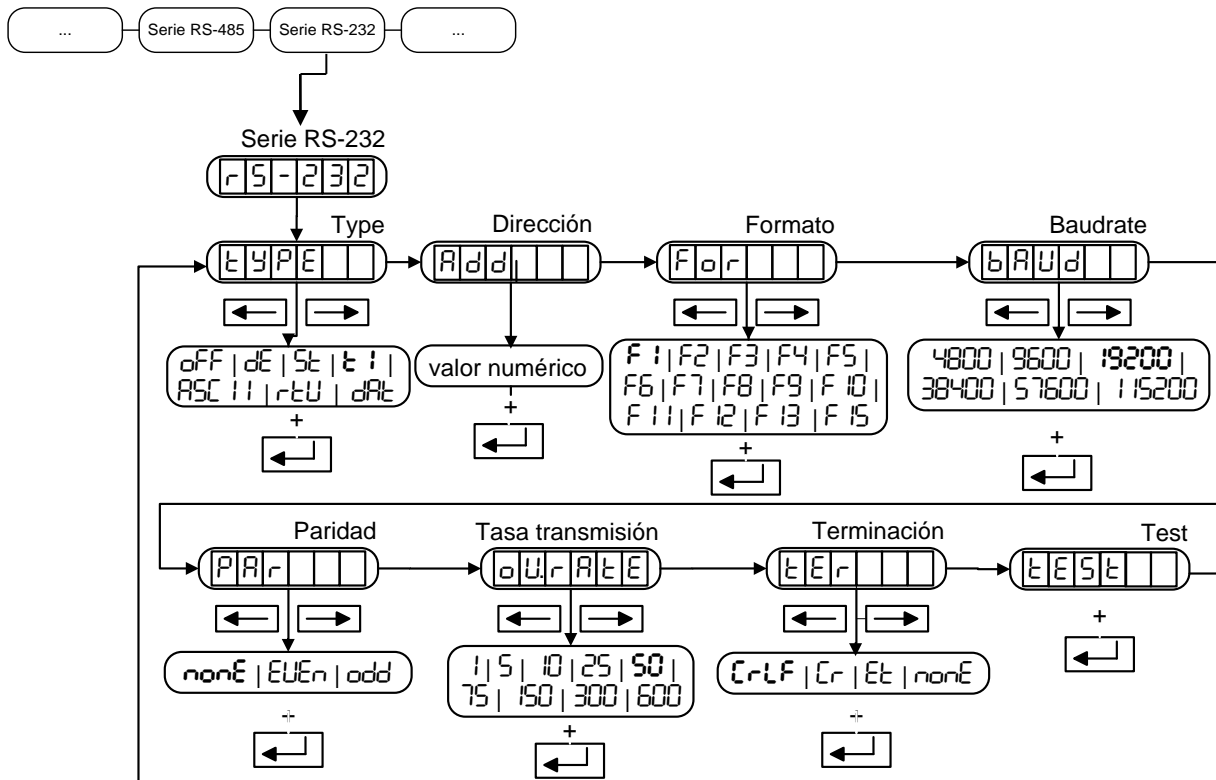 ...
Serie RS-485
Serie RS-232
...
Serie RS-232
rS-232
Type
Dirección
Formato
Baudrate
tYPE
Add
For
bAUd
oFF | dE | St | t1 |
ASCII | rtU | dAt
+
valor numérico
+
F1 | F2 | F3 | F4 | F5 |
F6 | F7 | F8 | F9 | F10 |
F11 | F12 | F13 | F15
+
4800 | 9600 | 19200 |
38400 | 57600 | 115200
+
Paridad
Tasa transmisión
Terminación
Test
PAr
oU.rAtE
tEr
tESt
+
nonE | EUEn | odd
+
1 | 5 | 10 | 25 | 50 |
75 | 150 | 300 | 600
+
CrLF | Cr | Et | nonE
+